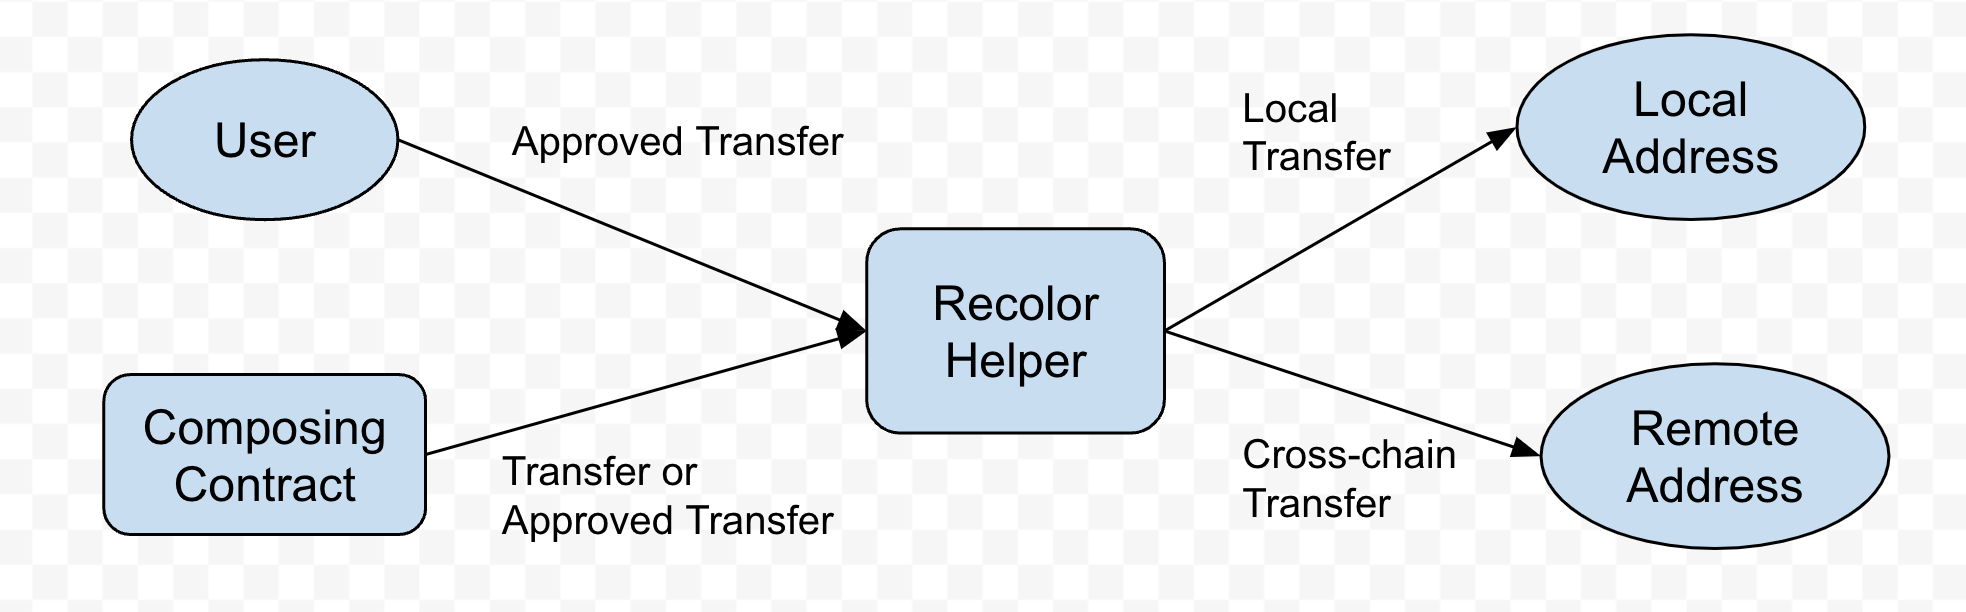 User
Approved Transfer
Local
Transfer
Local
Address
Recolor
Helper
Composing
Contract
Transfer or
Approved Transfer
Cross-chain
Transfer
Remote
Address